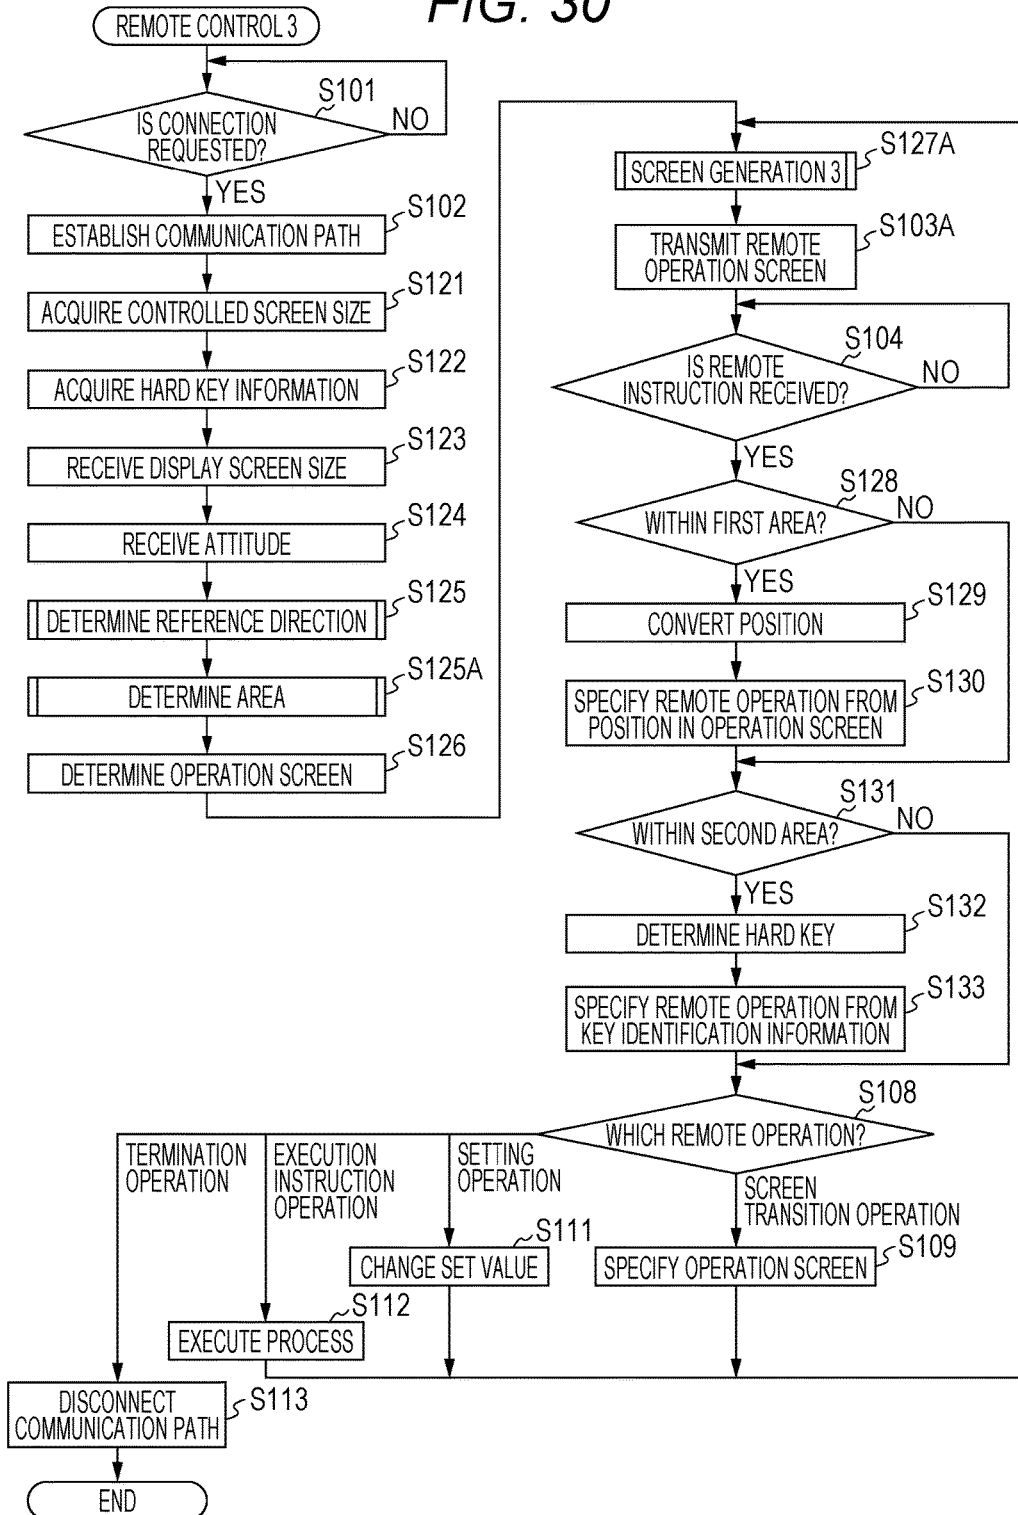 FIG. 30
REMOTE CONTROL 3
S101
IS CONNECTION
REQUESTED?
NO
YES
S102
ESTABLISH COMMUNICATION PATH
S121
ACQUIRE CONTROLLED SCREEN SIZE
S122
ACQUIRE HARD KEY INFORMATION
S123
RECEIVE DISPLAY SCREEN SIZE
S124
RECEIVE ATTITUDE
S125
DETERMINE REFERENCE DIRECTION
S125A
DETERMINE AREA
S126
DETERMINE OPERATION SCREEN
S127A
SCREEN GENERATION 3
S103A
TRANSMIT REMOTE
OPERATION SCREEN
S104
IS REMOTE
INSTRUCTION RECEIVED?
NO
YES
S128
WITHIN FIRST AREA?
NO
YES
S129
CONVERT POSITION
S130
SPECIFY REMOTE OPERATION FROM
POSITION IN OPERATION SCREEN
S131
WITHIN SECOND AREA?
NO
YES
S132
DETERMINE HARD KEY
S133
SPECIFY REMOTE OPERATION FROM
KEY IDENTIFICATION INFORMATION
S108
WHICH REMOTE OPERATION?
TERMINATION
OPERATION
EXECUTION
INSTRUCTION
OPERATION
SETTING
OPERATION
SCREEN
TRANSITION OPERATION
S111
CHANGE SET VALUE
S109
SPECIFY OPERATION SCREEN
S112
EXECUTE PROCESS
S113
DISCONNECT
COMMUNICATION PATH
END